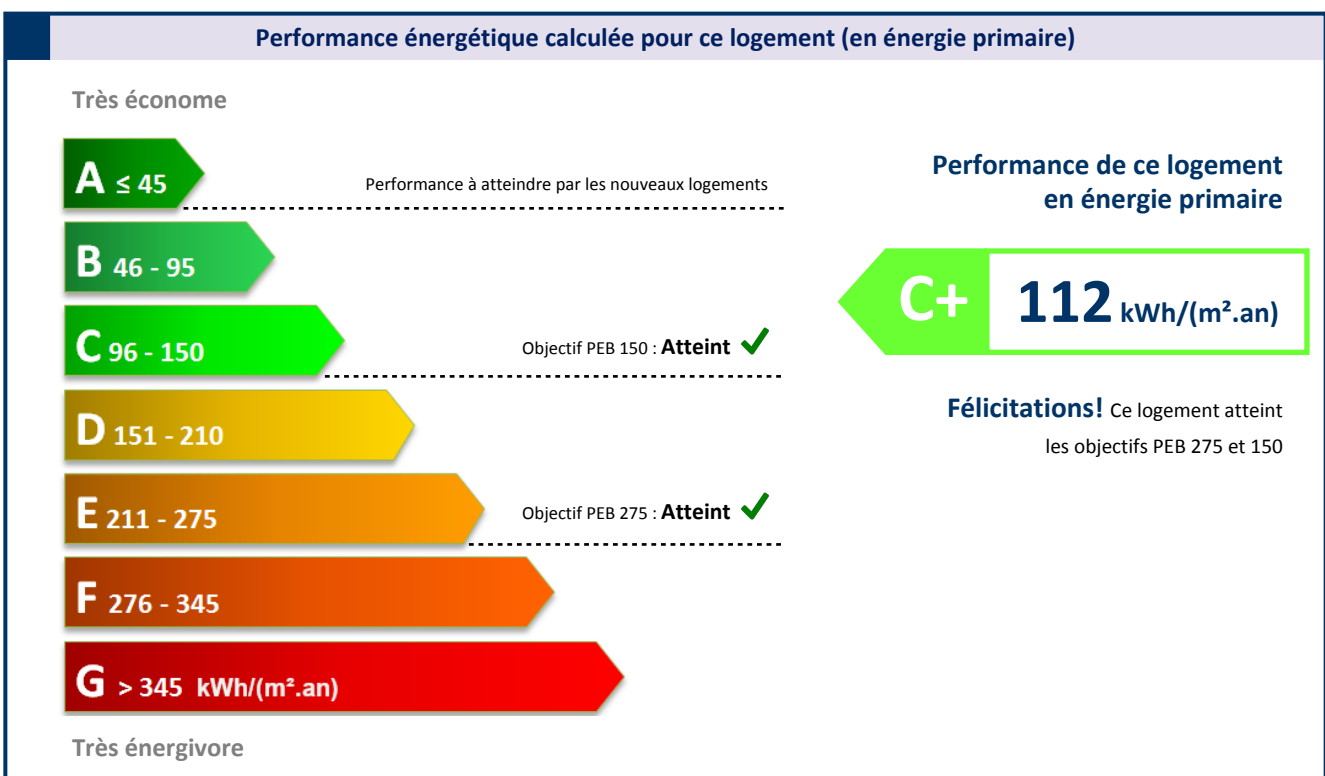 Performance énergétique calculée pour ce logement (en énergie primaire)
Très économe
A ≤ 45
Performance à atteindre par les nouveaux logements
B 46 - 95
C 96 - 150
Objectif PEB 150 : Atteint
D 151 - 210
E 211 - 275
Objectif PEB 275 : Atteint
F 276 - 345
G > 345 kWh/(m².an)
Très énergivore
Performance de ce logement
en énergie primaire
C+ 112 kWh/(m².an)
Félicitations! Ce logement atteint
les objectifs PEB 275 et 150